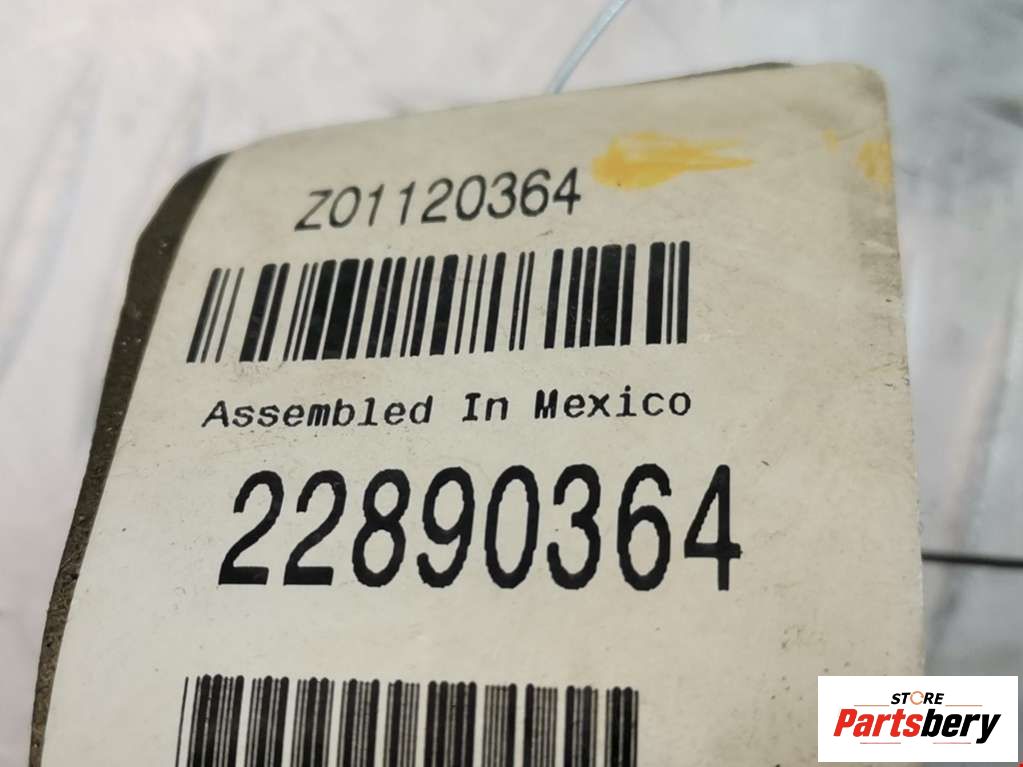 Z01120364
Assembled In Mexico
22890364
STORE
Partsbery